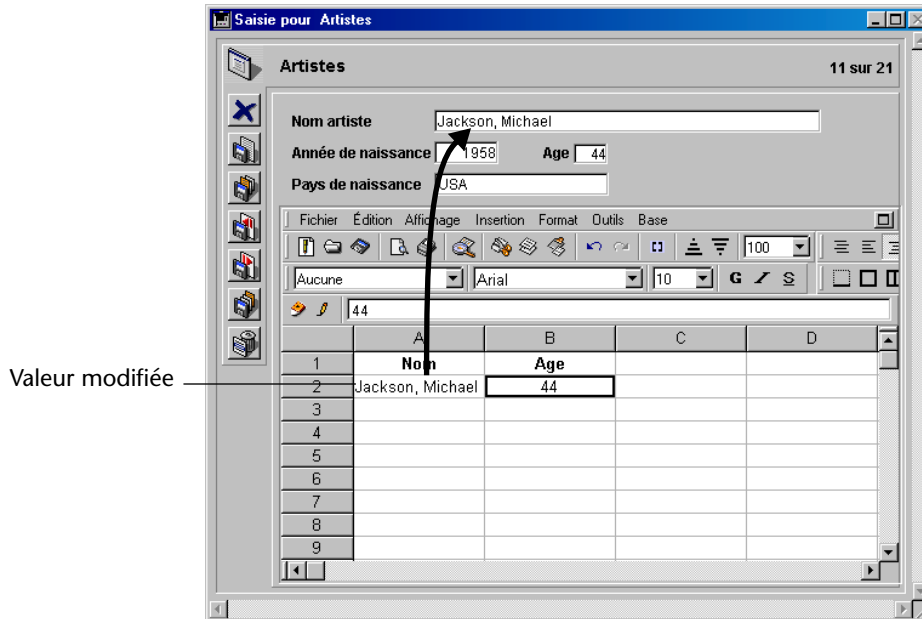 Saisie pour Artistes
Artistes 11 sur 21
Nom artiste Jackson, Michael
Année de naissance 1958 Age 44
Pays de naissance USA
Fichier Édition Affichage Insertion Format Outils Base
100
Aucune Arial 10 G I S
44
A B C D
1 Nom Age
Valeur modifiée
2 Jackson, Michael 44
3
4
5
6
7
8
9